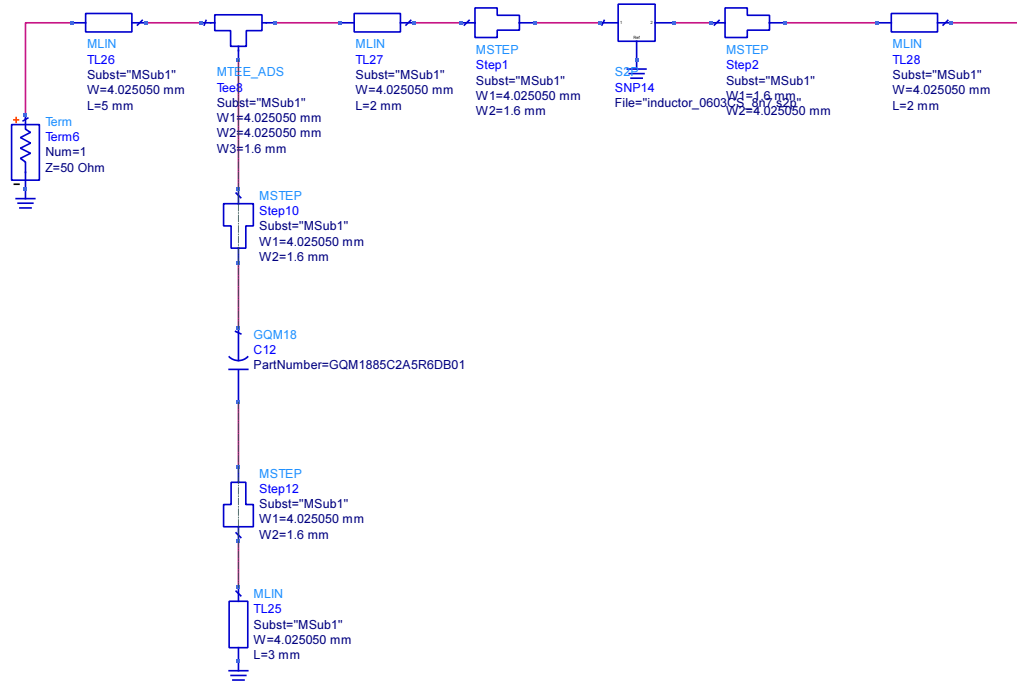 MLIN
TL26
Subst="MSub1"
W=4.025050 mm
L=5 mm
MTEE_ADS
Tee8
Subst="MSub1"
W1=4.025050 mm
W2=4.025050 mm
W3=1.6 mm
MLIN
TL27
Subst="MSub1"
W=4.025050 mm
L=2 mm
MSTEP
Step1
Subst="MSub1"
W1=4.025050 mm
W2=1.6 mm
1
2
Ref
S2P
SNP14
File="inductor_0603CS_8n7.s2p"
MSTEP
Step2
Subst="MSub1"
W1=1.6 mm
W2=4.025050 mm
MLIN
TL28
Subst="MSub1"
W=4.025050 mm
L=2 mm
+
Term
Term6
Num=1
Z=50 Ohm
-
MSTEP
Step10
Subst="MSub1"
W1=4.025050 mm
W2=1.6 mm
GQM18
C12
PartNumber=GQM1885C2A5R6DB01
MSTEP
Step12
Subst="MSub1"
W1=4.025050 mm
W2=1.6 mm
MLIN
TL25
Subst="MSub1"
W=4.025050 mm
L=3 mm